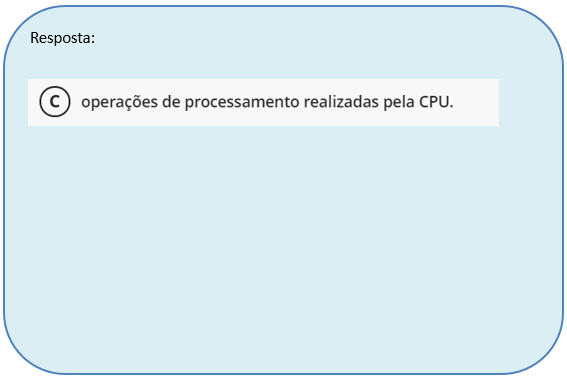 Resposta:
C operações de processamento realizadas pela CPU.